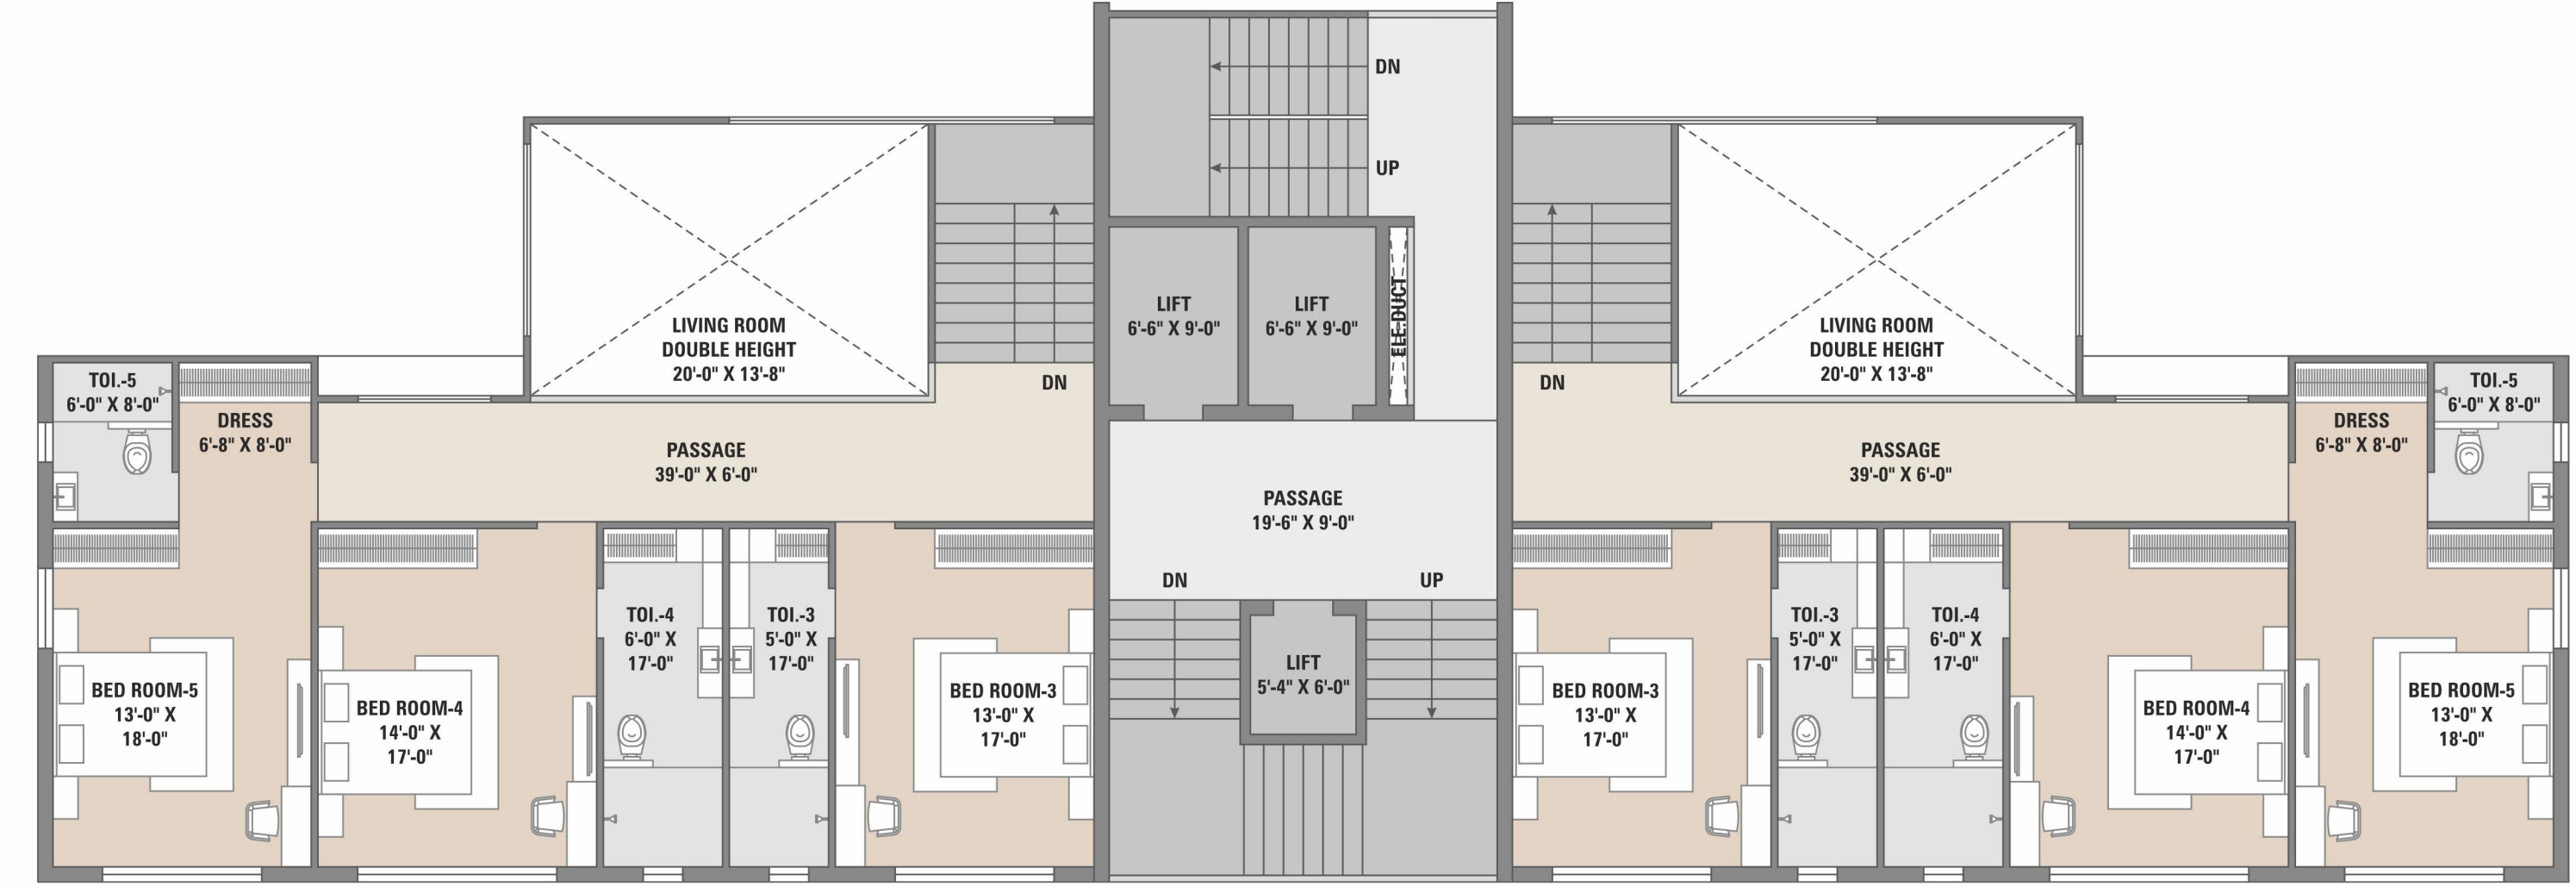 DN
UP
LIVING ROOM
DOUBLE HEIGHT
20'-0" X 13'-8"
DN
LIFT
6'-6" X 9'-0"
LIFT
6'-6" X 9'-0"
ELE.DUCT
DN
LIVING ROOM
DOUBLE HEIGHT
20'-0" X 13'-8"
TOI.-5
6'-0" X 8'-0"
DRESS
6'-8" X 8'-0"
PASSAGE
39'-0" X 6'-0"
PASSAGE
19'-6" X 9'-0"
PASSAGE
39'-0" X 6'-0"
DRESS
6'-8" X 8'-0"
TOI.-5
6'-0" X 8'-0"
DN
UP
BED ROOM-5
13'-0" X
18'-0"
BED ROOM-4
14'-0" X
17'-0"
TOI.-4
6'-0" X
17'-0"
TOI.-3
5'-0" X
17'-0"
BED ROOM-3
13'-0" X
17'-0"
LIFT
5'-4" X 6'-0"
BED ROOM-3
13'-0" X
17'-0"
TOI.-3
5'-0" X
17'-0"
TOI.-4
6'-0" X
17'-0"
BED ROOM-4
14'-0" X
17'-0"
BED ROOM-5
13'-0" X
18'-0"